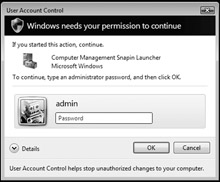 User Account Control
Windows needs your permission to continue
If you started this action, continue.
Computer Management Snapin Launcher
Microsoft Windows
To continue, type an administrator password, and then click OK.
admin
Password
Details
OK
Cancel
User Account Control helps stop unauthorized changes to your computer.